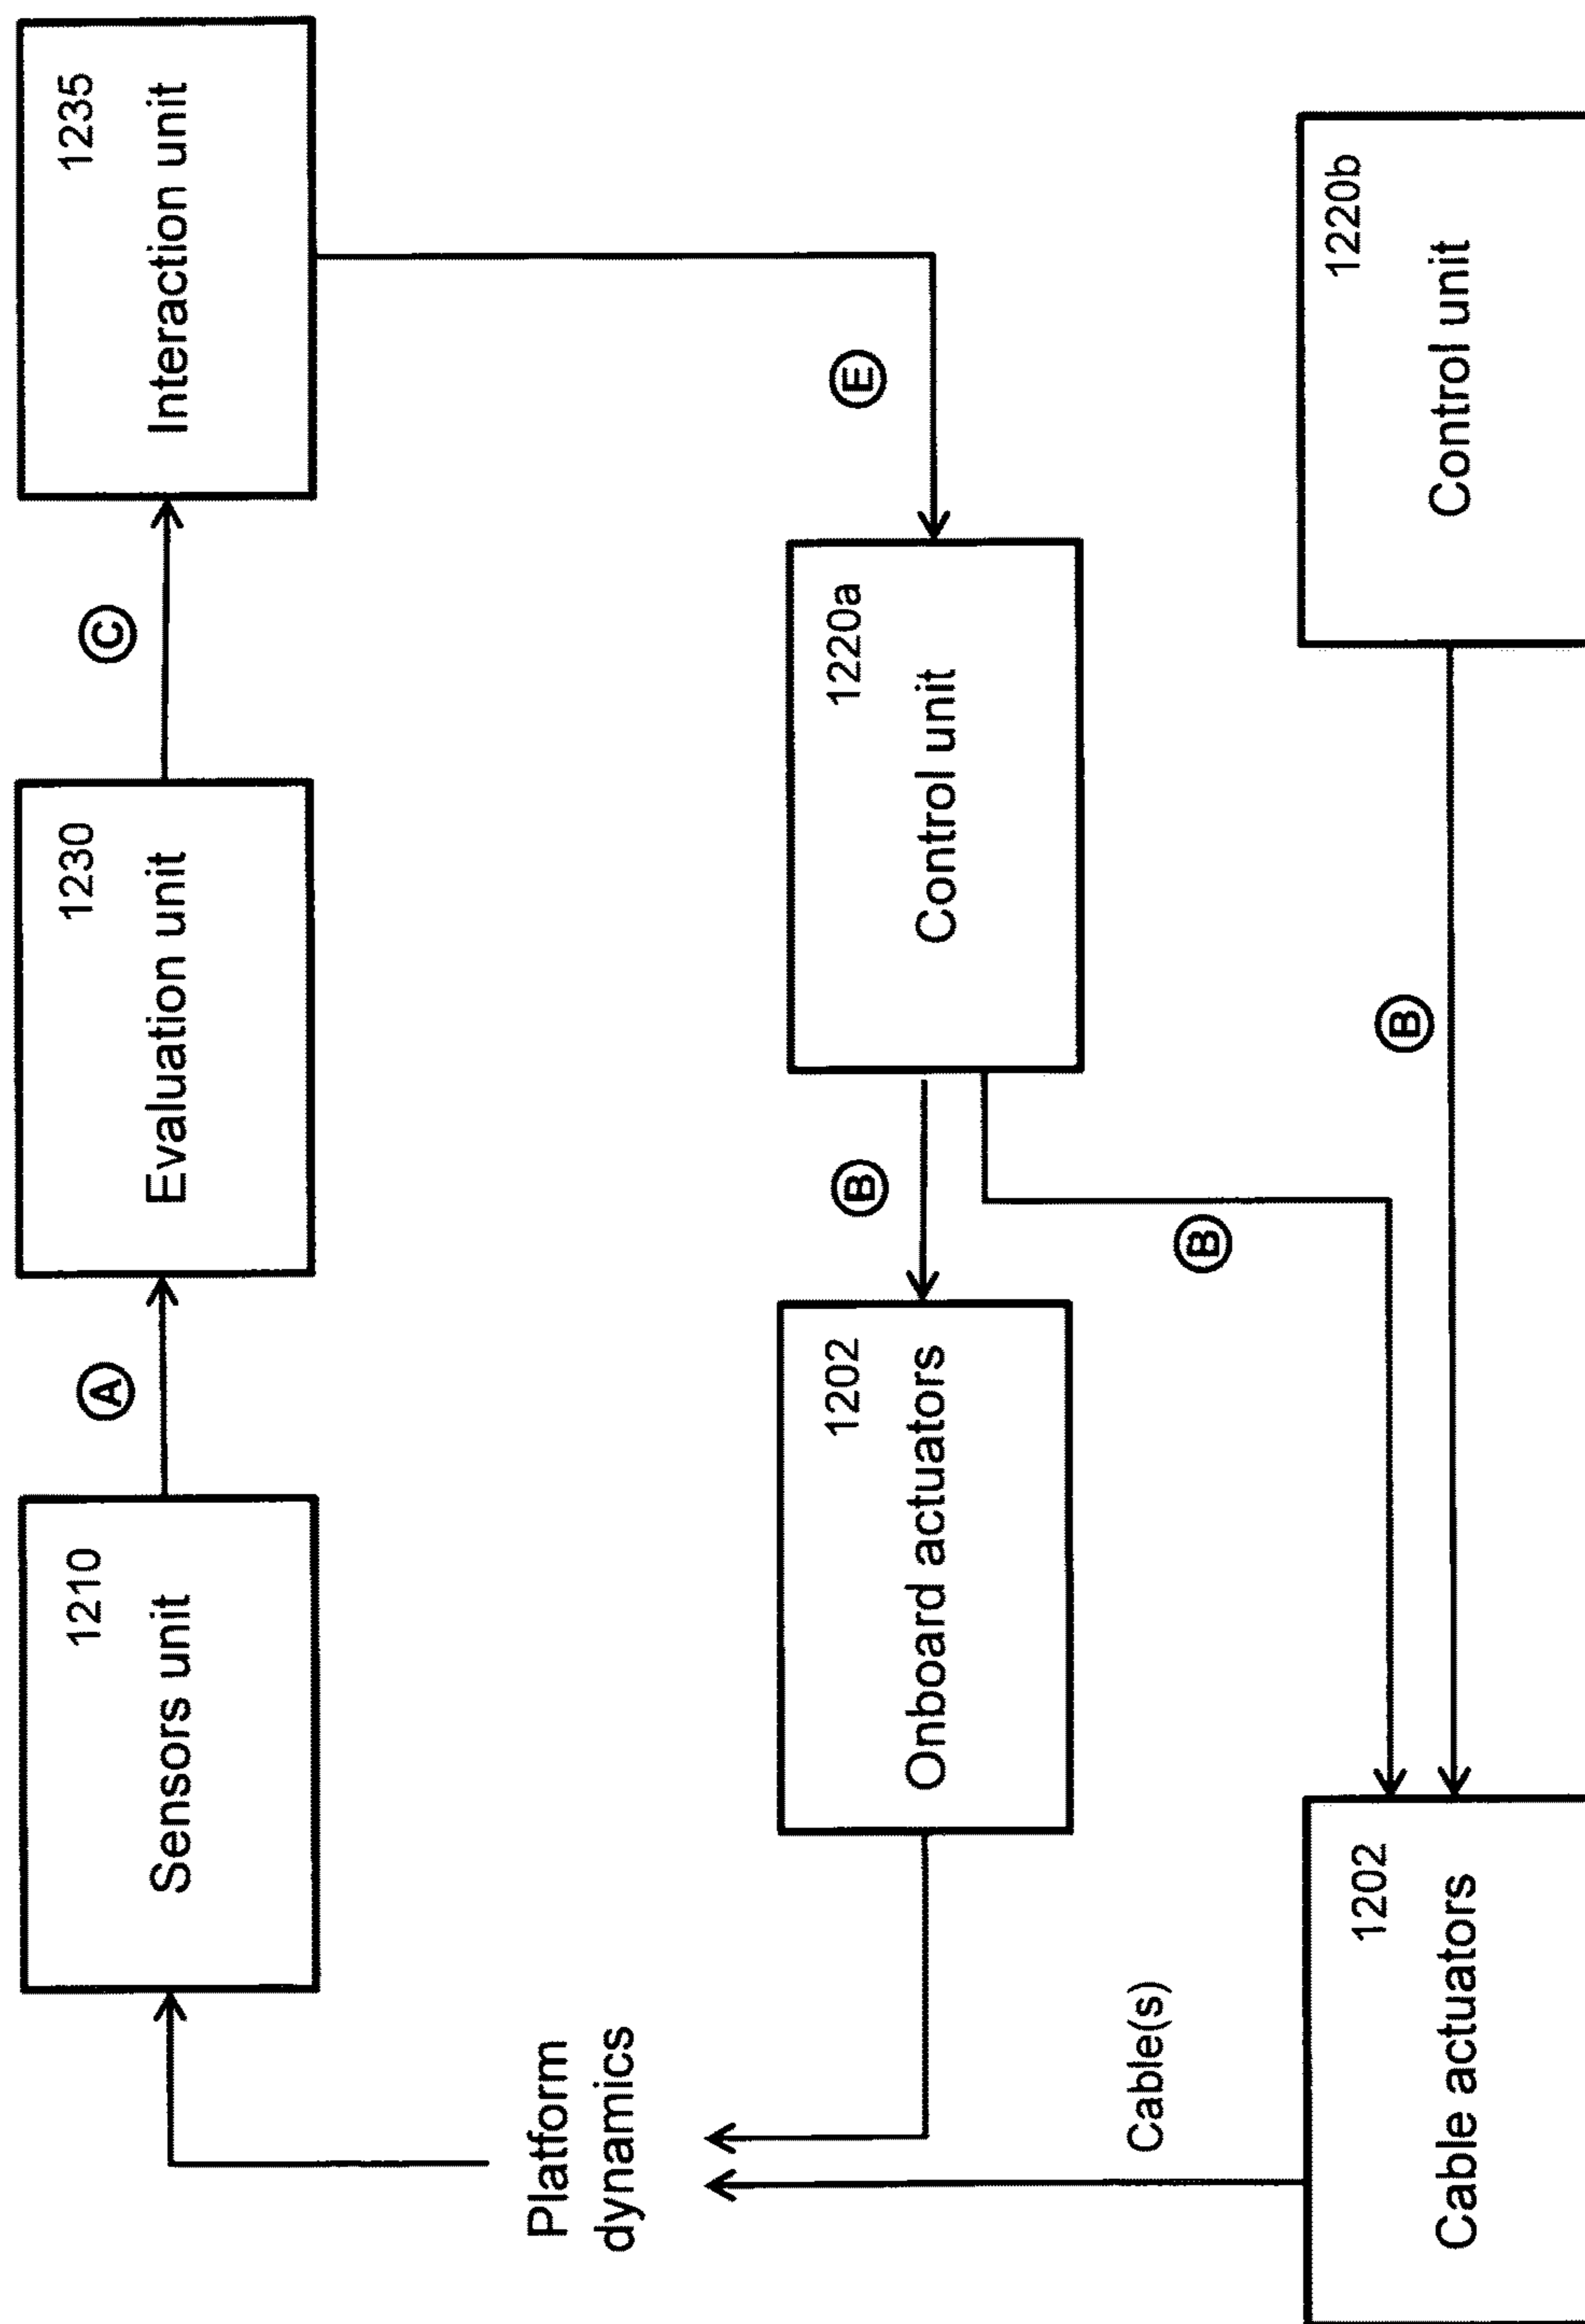 1210
Sensors unit
A
1230
Evaluation unit
C
1235
Interaction unit
Platform
dynamics
1202
Onboard actuators
B
1220a
Control unit
E
Cable(s)
B
1202
Cable actuators
B
1220b
Control unit